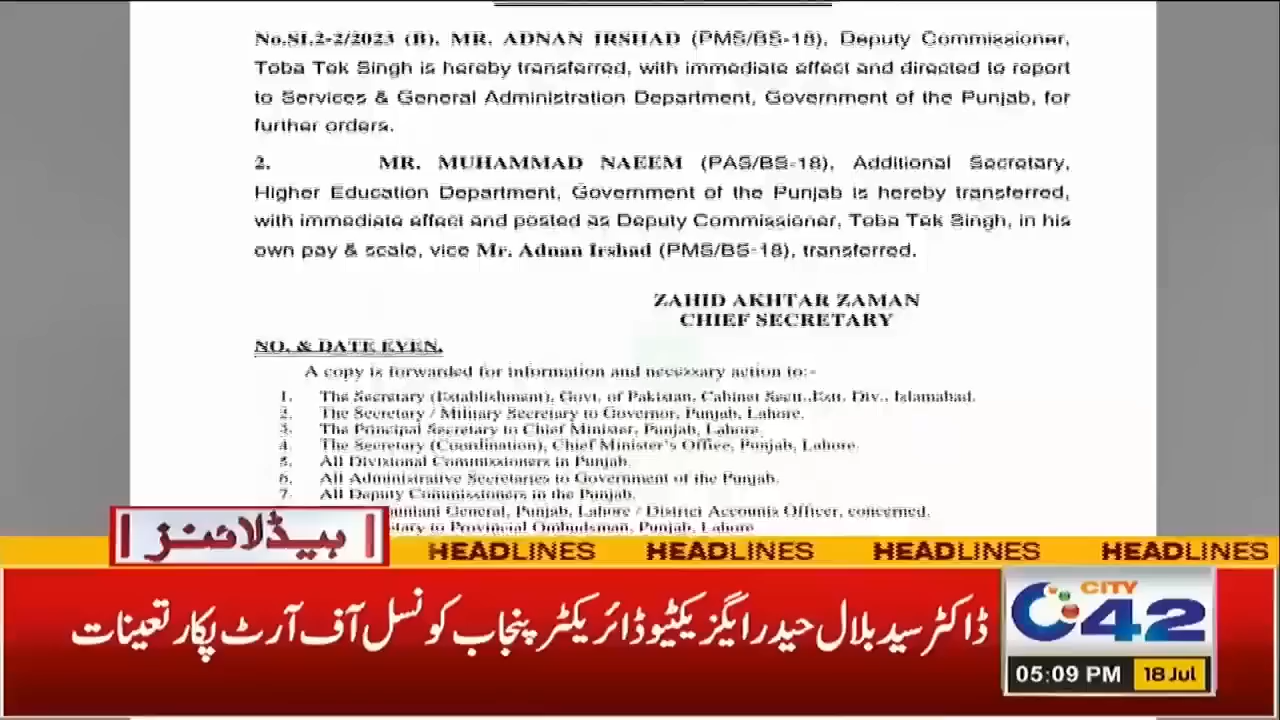 No.SI.2-2/2023 (B). MR. ADNAN IRSHAD (PMS/BS-18), Deputy Commissioner,
Toba Tek Singh is hereby transferred, with immediate effect and directed to report
to Services & General Administration Department, Government of the Punjab, for
further orders.
2. MR. MUHAMMAD NAEEM (PAS/BS-18), Additional Secretary,
Higher Education Department, Government of the Punjab is hereby transferred,
with immediate effect and posted as Deputy Commissioner, Toba Tek Singh, in his
own pay & scale, vice Mr. Adnan Irshad (PMS/BS-18), transferred.
ZAHID AKHTAR ZAMAN
CHIEF SECRETARY
NO. & DATE EVEN.
A copy is forwarded for information and necessary action to:-
1. The Secretary (Establishment), Govt. of Pakistan, Cabinet Sectt.,Estt. Div., Islamabad.
2. The Secretary / Military Secretary to Governor, Punjab, Lahore.
3. The Principal Secretary to Chief Minister, Punjab, Lahore.
4. The Secretary (Coordination), Chief Minister's Office, Punjab, Lahore.
5. All Divisional Commissioners in Punjab.
6. All Administrative Secretaries to Government of the Punjab.
7. All Deputy Commissioners in the Punjab.
General, Punjab, Lahore / District Accounts Officer, concerned.
to Provincial Ombudsman, Punjab, Lahore
ہیڈلائنز
HEADLINES HEADLINES HEADLINES HEADLINES
ڈاکٹر سید بلال حیدر ایگزیکٹیو ڈائریکٹر پنجاب کونسل آف آرٹ پکار تعینات
CITY
42
05:09 PM 18 Jul